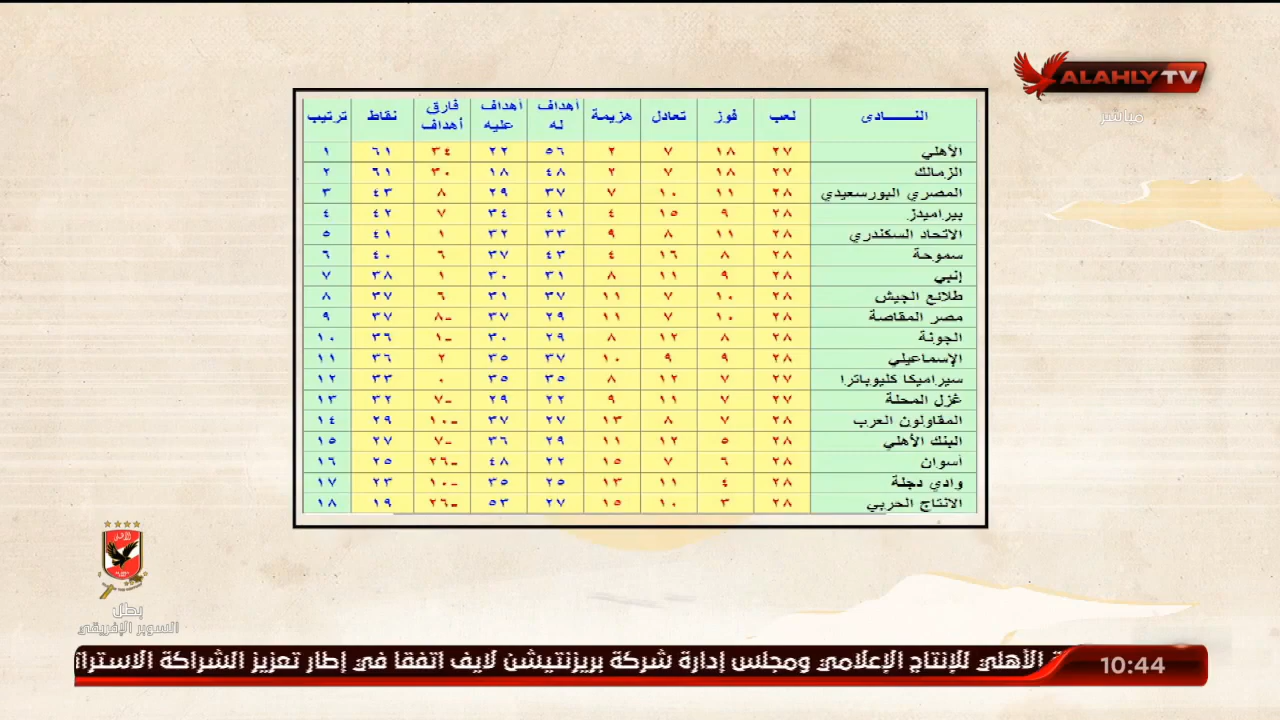 ALAHLY TV
مباشر
النـــــادى لعب فوز تعادل هزيمة أهداف له أهداف عليه فارق أهداف نقاط ترتيب
الأهلي ٢٧ ١٨ ٧ ٢ ٥٦ ٢٢ ٣٤ ٦١ ١
الزمالك ٢٧ ١٨ ٧ ٢ ٤٨ ١٨ ٣٠ ٦١ ٢
المصري البورسعيدي ٢٨ ١١ ١٠ ٧ ٣٧ ٢٩ ٨ ٤٣ ٣
بيراميدز ٢٨ ٩ ١٥ ٤ ٤١ ٣٤ ٧ ٤٢ ٤
الاتحاد السكندري ٢٨ ١١ ٨ ٩ ٣٣ ٣٢ ١ ٤١ ٥
سموحة ٢٨ ٨ ١٦ ٤ ٤٣ ٣٧ ٦ ٤٠ ٦
إنبي ٢٨ ٩ ١١ ٨ ٣١ ٣٠ ١ ٣٨ ٧
طلائع الجيش ٢٨ ١٠ ٧ ١١ ٣٧ ٣١ ٦ ٣٧ ٨
مصر المقاصة ٢٨ ١٠ ٧ ١١ ٢٩ ٣٧ -٨ ٣٧ ٩
الجونة ٢٨ ٨ ١٢ ٨ ٢٩ ٣٠ -١ ٣٦ ١٠
الإسماعيلي ٢٨ ٩ ٩ ١٠ ٣٧ ٣٥ ٢ ٣٦ ١١
سيراميكا كليوباترا ٢٧ ٧ ١٢ ٨ ٣٥ ٣٥ ٠ ٣٣ ١٢
غزل المحلة ٢٧ ٧ ١١ ٩ ٢٢ ٢٩ -٧ ٣٢ ١٣
المقاولون العرب ٢٨ ٧ ٨ ١٣ ٢٧ ٣٧ -١٠ ٢٩ ١٤
البنك الأهلي ٢٨ ٥ ١٢ ١١ ٢٩ ٣٦ -٧ ٢٧ ١٥
أسوان ٢٨ ٦ ٧ ١٥ ٢٢ ٤٨ -٢٦ ٢٥ ١٦
وادي دجلة ٢٨ ٤ ١١ ١٣ ٢٥ ٣٥ -١٠ ٢٣ ١٧
الانتاج الحربي ٢٨ ٣ ١٠ ١٥ ٢٧ ٥٣ -٢٦ ١٩ ١٨
بطل
السوبر الإفريقي
الأهلي للإنتاج الإعلامي ومجلس إدارة شركة بريزنتيشن لايف اتفقا في إطار تعزيز الشراكة
10:44